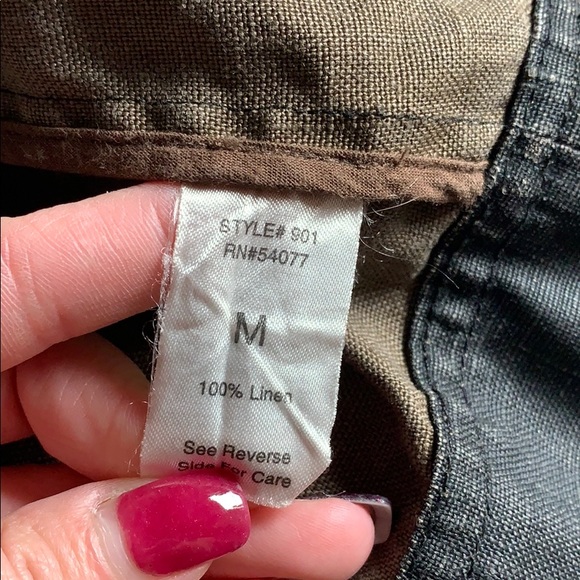 STYLE# 901
RN#54077
M
100% Linen
See Reverse
Side For Care